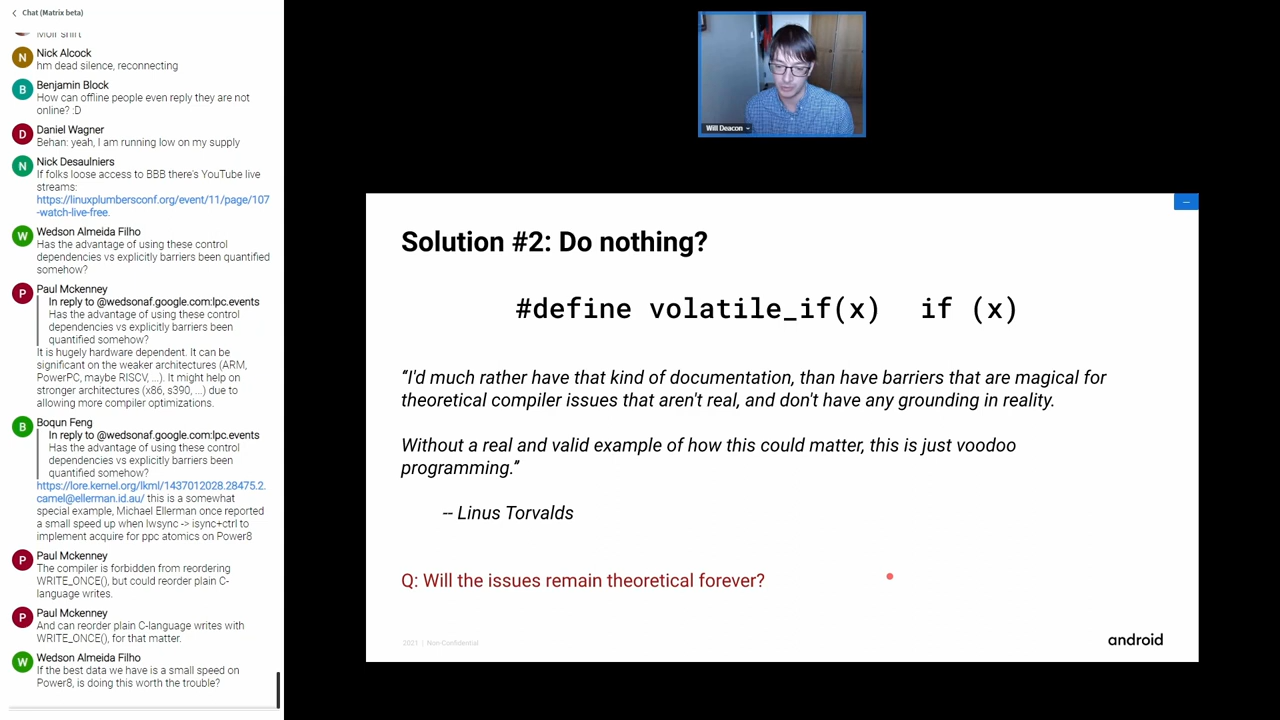 Chat (Matrix beta)
Muir shirt
N
Nick Alcock
hm dead silence, reconnecting
B
Benjamin Block
How can offline people even reply they are not
online? :D
D
Daniel Wagner
Behan: yeah, I am running low on my supply
N
Nick Desaulniers
If folks loose access to BBB there's YouTube live
streams:
https://linuxplumbersconf.org/event/11/page/107
-watch-live-free.
W
Wedson Almeida Filho
Has the advantage of using these control
dependencies vs explicitly barriers been quantified
somehow?
P
Paul Mckenney
In reply to @wedsonaf.google.com:lpc.events
Has the advantage of using these control
dependencies vs explicitly barriers been
quantified somehow?
It is hugely hardware dependent. It can be
significant on the weaker architectures (ARM,
PowerPC, maybe RISCV, ...). It might help on
stronger architectures (x86, s390, ...) due to
allowing more compiler optimizations.
B
Boqun Feng
In reply to @wedsonaf.google.com:lpc.events
Has the advantage of using these control
dependencies vs explicitly barriers been
quantified somehow?
https://lore.kernel.org/lkml/1437012028.28475.2.
camel@ellerman.id.au/ this is a somewhat
special example, Michael Ellerman once reported
a small speed up when lwsync -> isync+ctrl to
implement acquire for ppc atomics on Power8
P
Paul Mckenney
The compiler is forbidden from reordering
WRITE_ONCE(), but could reorder plain C-
language writes.
P
Paul Mckenney
And can reorder plain C-language writes with
WRITE_ONCE(), for that matter.
W
Wedson Almeida Filho
If the best data we have is a small speed on
Power8, is doing this worth the trouble?
Will Deacon
Solution #2: Do nothing?
#define volatile_if(x) if (x)
“I'd much rather have that kind of documentation, than have barriers that are magical for
theoretical compiler issues that aren't real, and don't have any grounding in reality.
Without a real and valid example of how this could matter, this is just voodoo
programming.”
-- Linus Torvalds
Q: Will the issues remain theoretical forever?
2021 | Non-Confidential
android